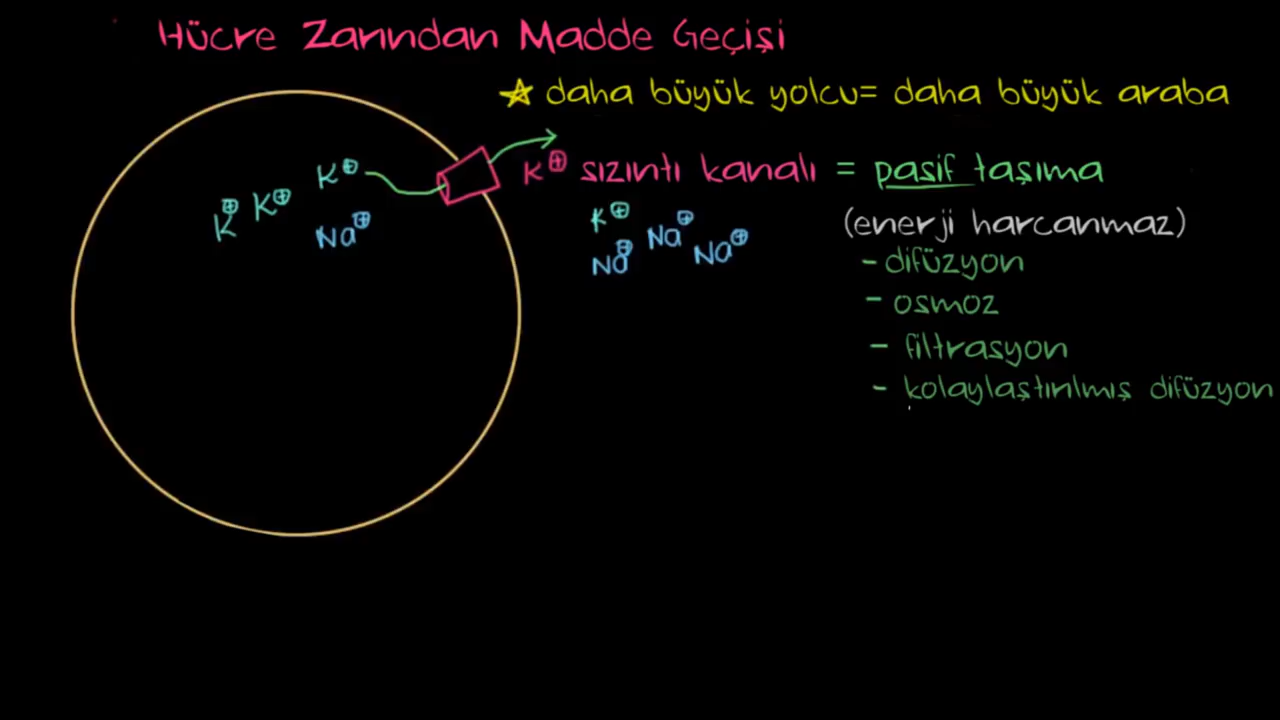 Hücre Zarından Madde Geçişi
☆ daha büyük yolcu= daha büyük araba
K⊕ sızıntı kanalı = pasif taşıma
(enerji harcanmaz)
- difüzyon
- osmoz
- filtrasyon
- kolaylaştırılmış difüzyon
K⊕ K⊕ K⊕
Na⊕
K⊕
Na⊕ Na⊕ Na⊕